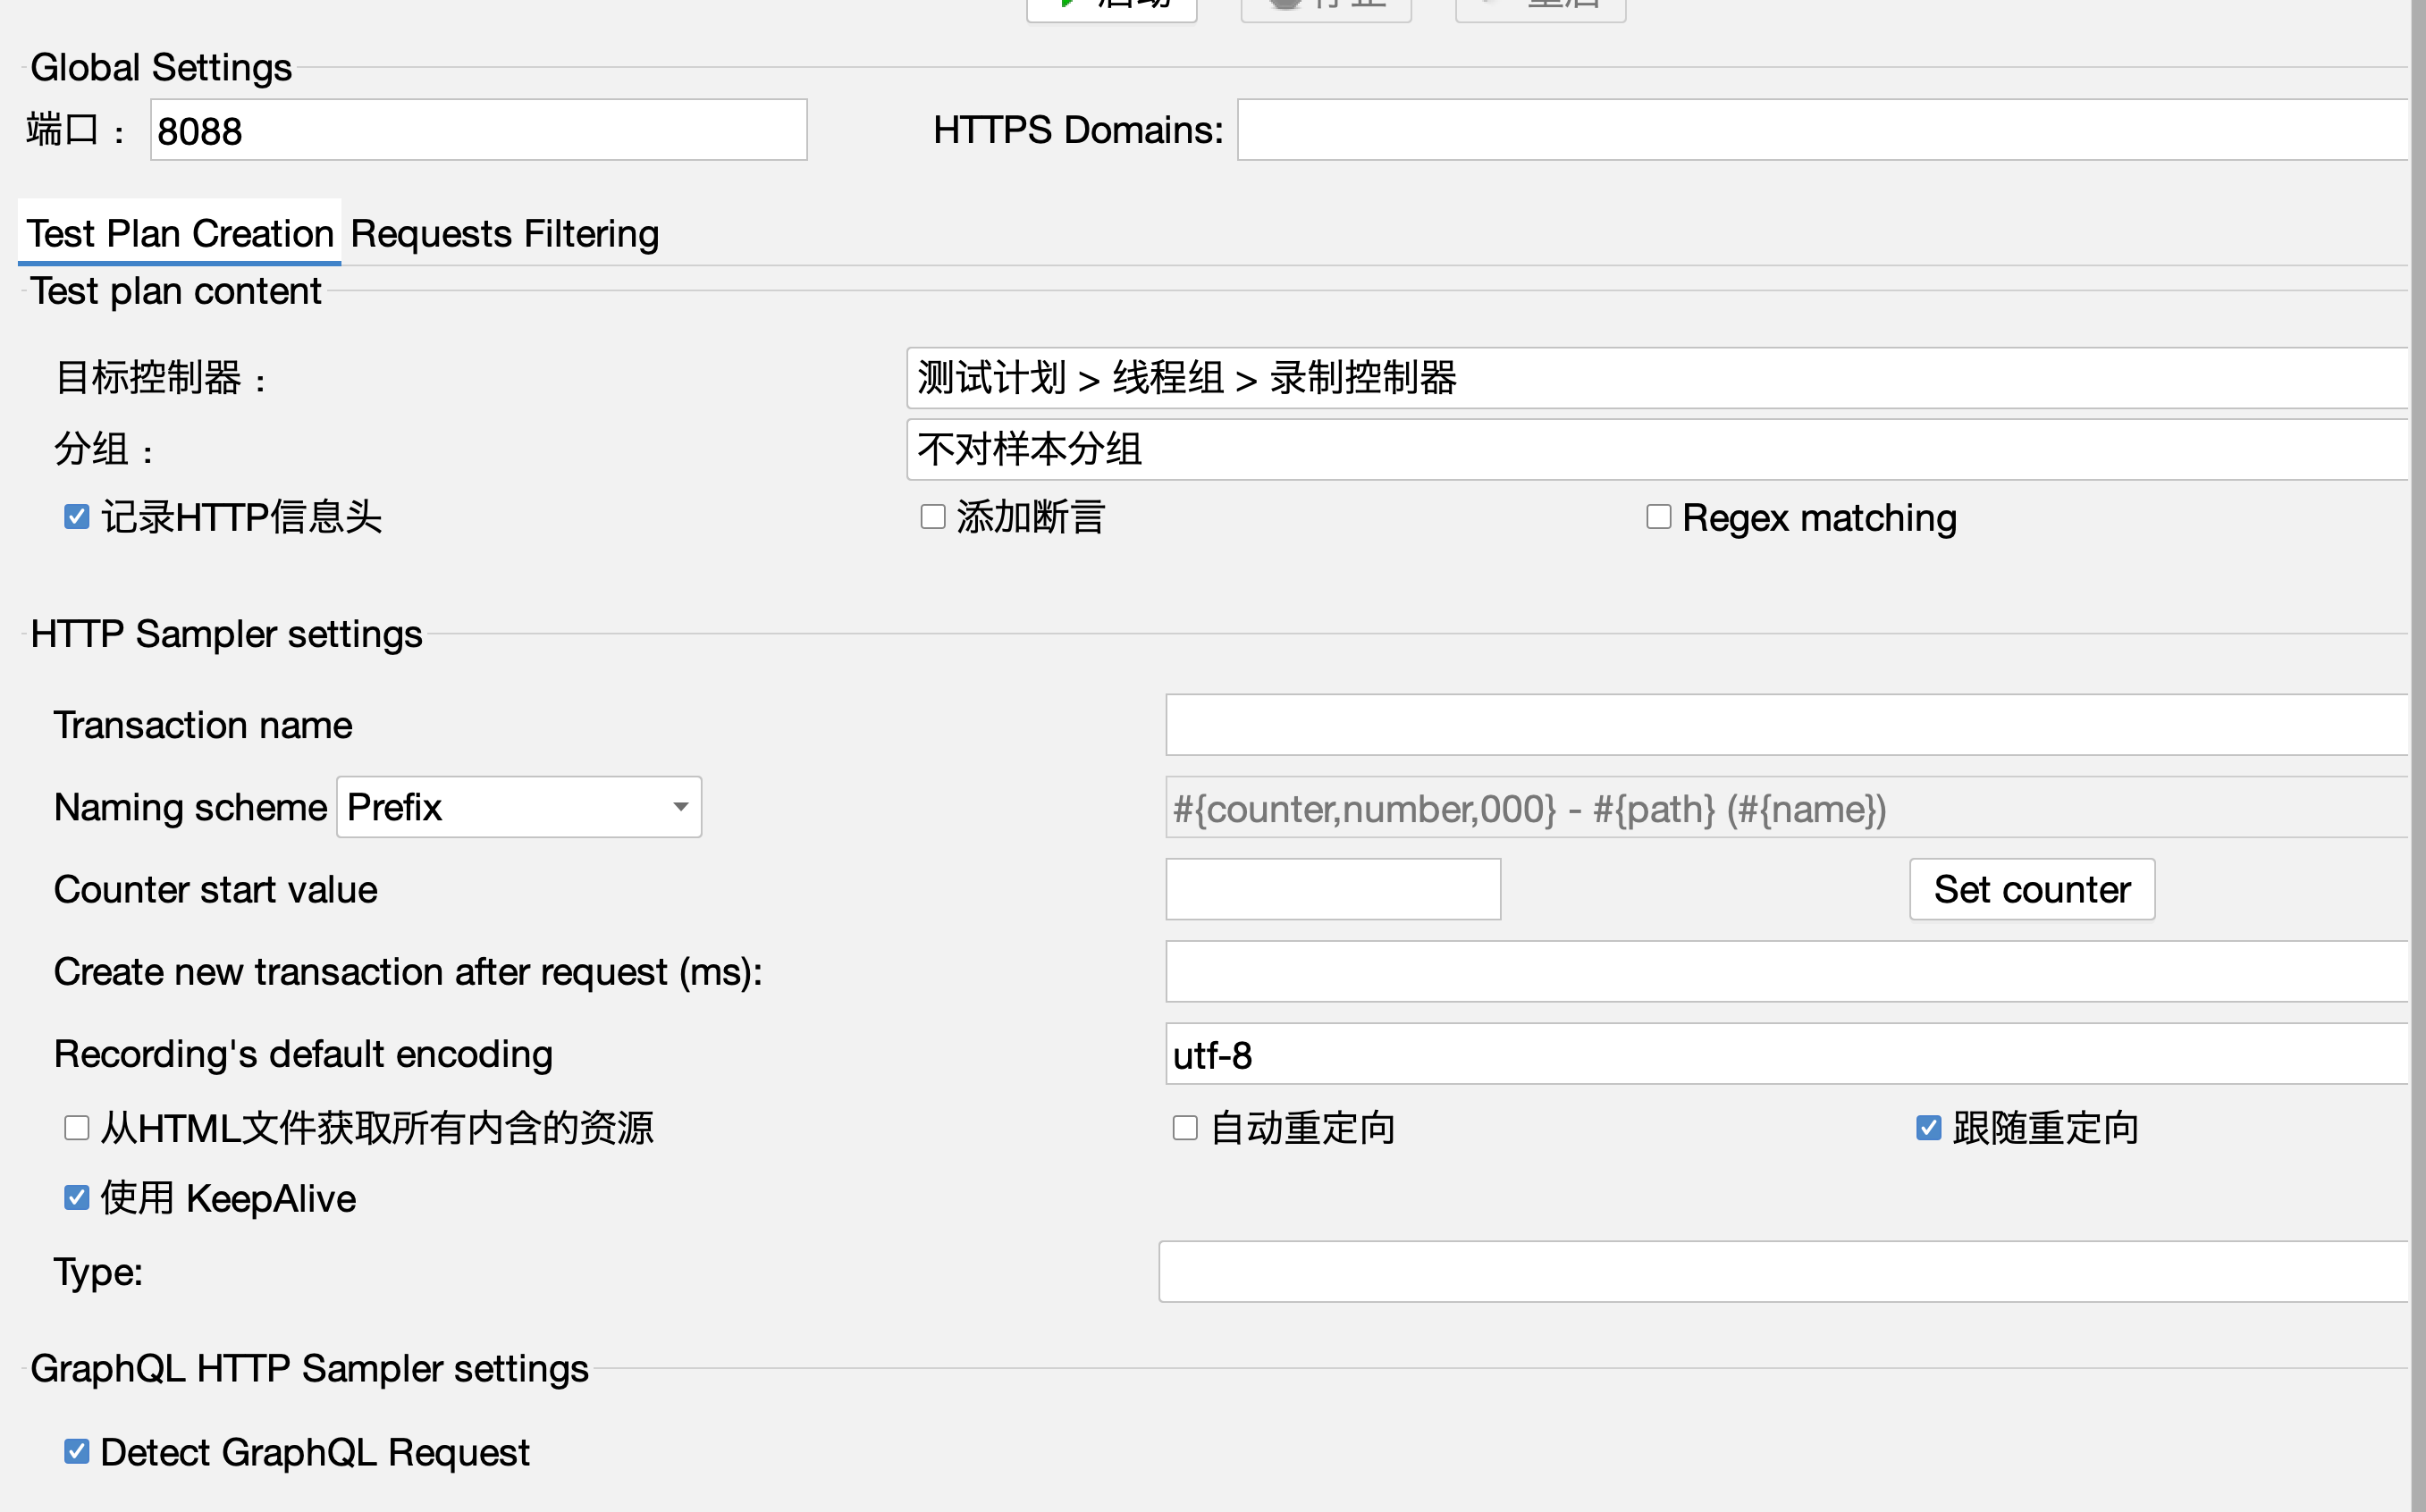 启动 停止 重启
Global Settings
端口： 8088 HTTPS Domains:
Test Plan Creation Requests Filtering
Test plan content
目标控制器： 测试计划 > 线程组 > 录制控制器
分组： 不对样本分组
记录HTTP信息头 添加断言 Regex matching
HTTP Sampler settings
Transaction name
Naming scheme Prefix #{counter,number,000} - #{path} (#{name})
Counter start value Set counter
Create new transaction after request (ms):
Recording's default encoding utf-8
从HTML文件获取所有内含的资源 自动重定向 跟随重定向
使用 KeepAlive
Type:
GraphQL HTTP Sampler settings
Detect GraphQL Request